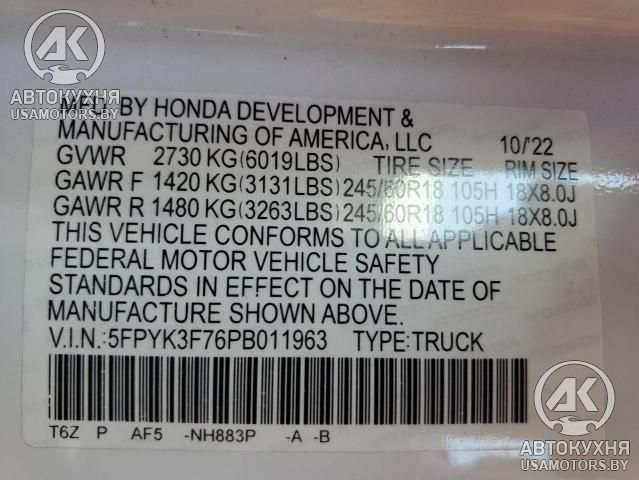 AK
АВТОКУХНЯ
USAMOTORS.BY
MFD. BY HONDA DEVELOPMENT &
MANUFACTURING OF AMERICA, LLC 10/'22
GVWR 2730 KG(6019LBS) TIRE SIZE RIM SIZE
GAWR F 1420 KG(3131LBS) 245/60R18 105H 18X8.0J
GAWR R 1480 KG(3263LBS) 245/60R18 105H 18X8.0J
THIS VEHICLE CONFORMS TO ALL APPLICABLE
FEDERAL MOTOR VEHICLE SAFETY
STANDARDS IN EFFECT ON THE DATE OF
MANUFACTURE SHOWN ABOVE.
V.I.N.:5FPYK3F76PB011963 TYPE:TRUCK
T6Z P AF5 -NH883P -A -B
AK
АВТОКУХНЯ
USAMOTORS.BY